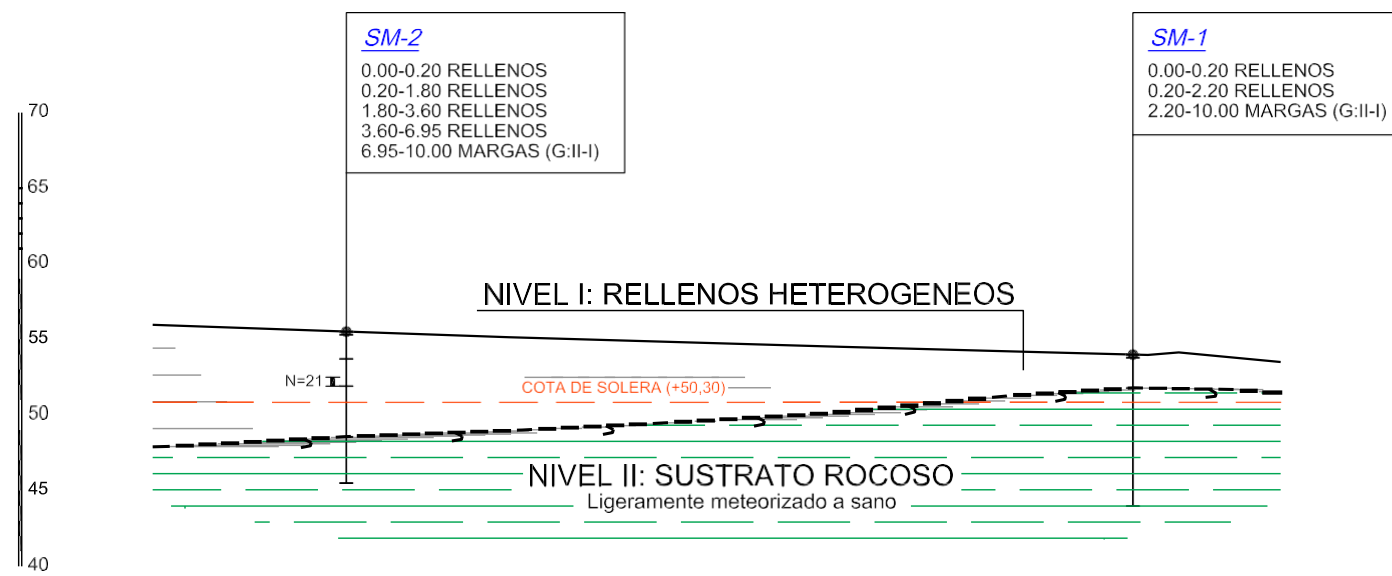 SM-2
0.00-0.20 RELLENOS
0.20-1.80 RELLENOS
1.80-3.60 RELLENOS
3.60-6.95 RELLENOS
6.95-10.00 MARGAS (G:II-I)
SM-1
0.00-0.20 RELLENOS
0.20-2.20 RELLENOS
2.20-10.00 MARGAS (G:II-I)
70
65
60
55
50
45
40
NIVEL I: RELLENOS HETEROGENEOS
N=21
COTA DE SOLERA (+50,30)
NIVEL II: SUSTRATO ROCOSO
Ligeramente meteorizado a sano